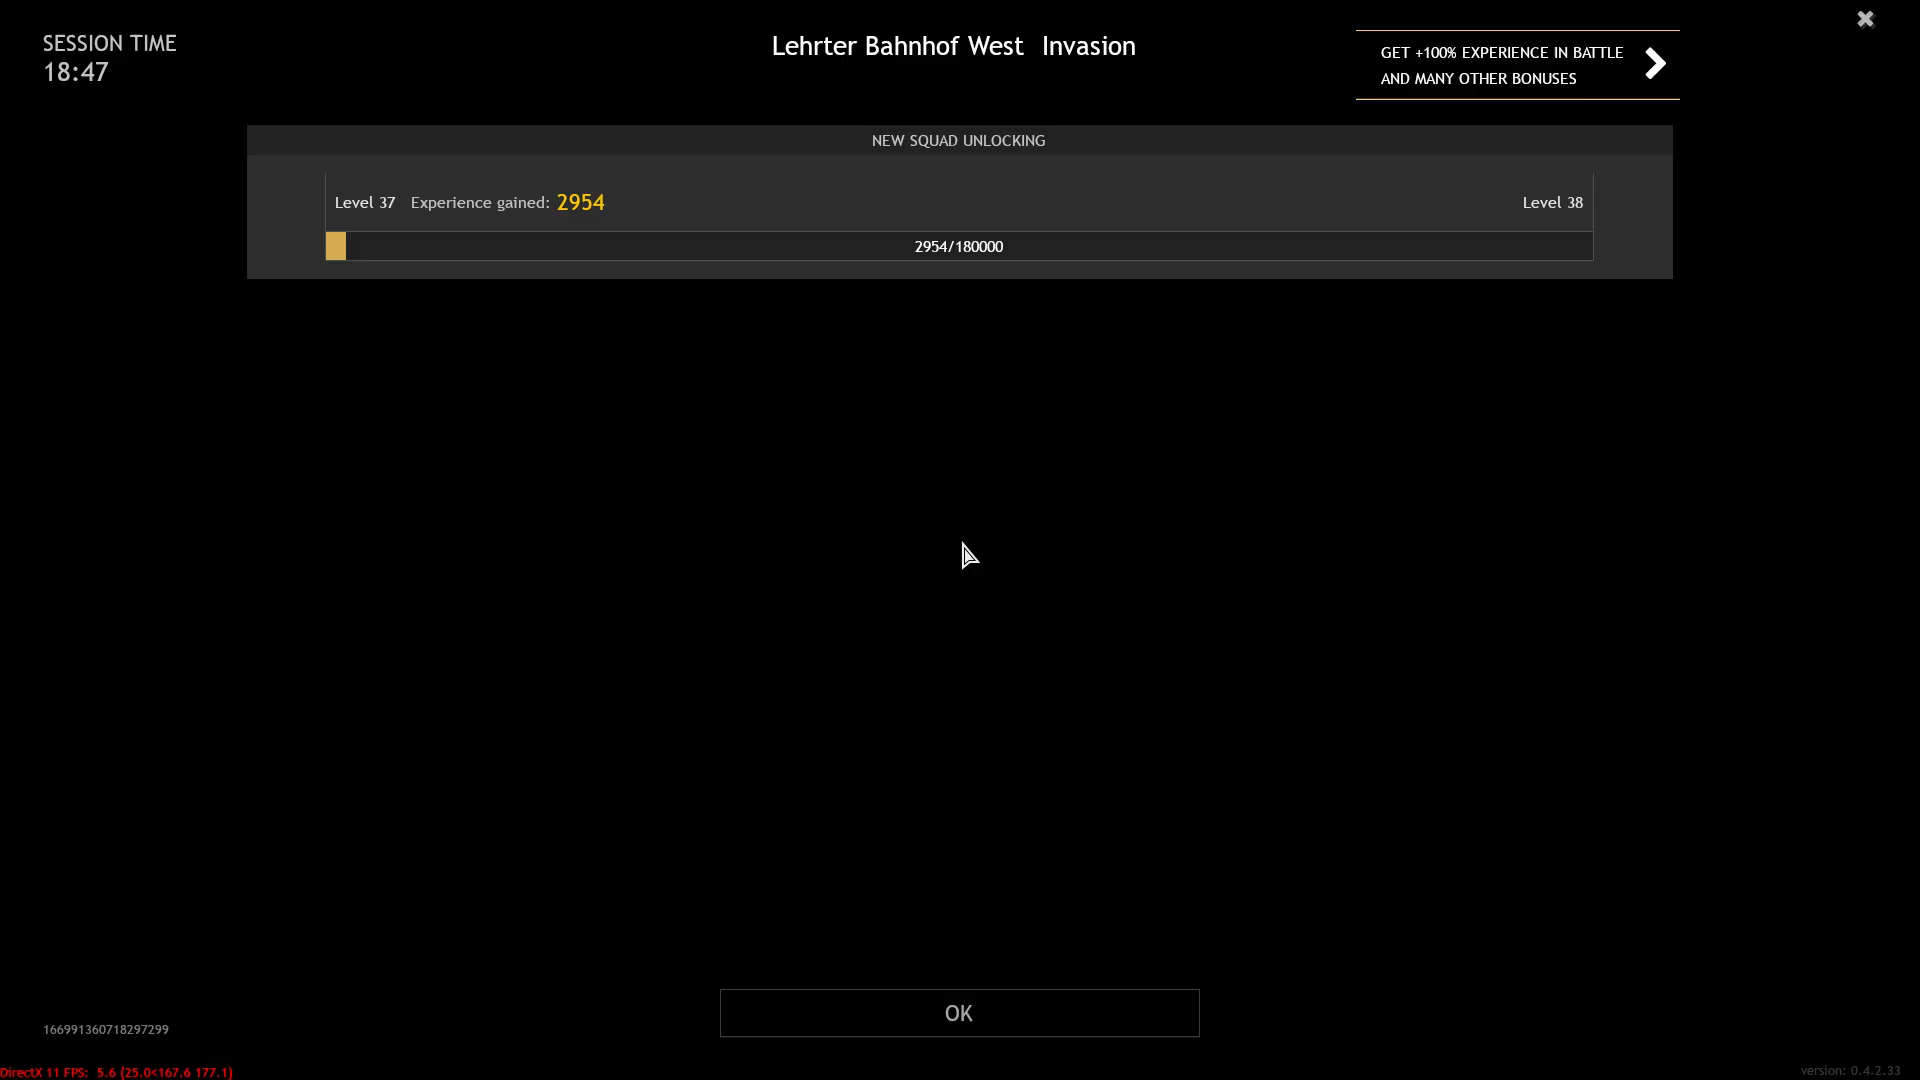 SESSION TIME
18:47
Lehrter Bahnhof West  Invasion
GET +100% EXPERIENCE IN BATTLE
AND MANY OTHER BONUSES
NEW SQUAD UNLOCKING
Level 37 Experience gained: 2954
Level 38
2954/180000
OK
166991360718297299
DirectX 11 FPS: 5.6 (25.0<167.6 177.1)
version: 0.4.2.33